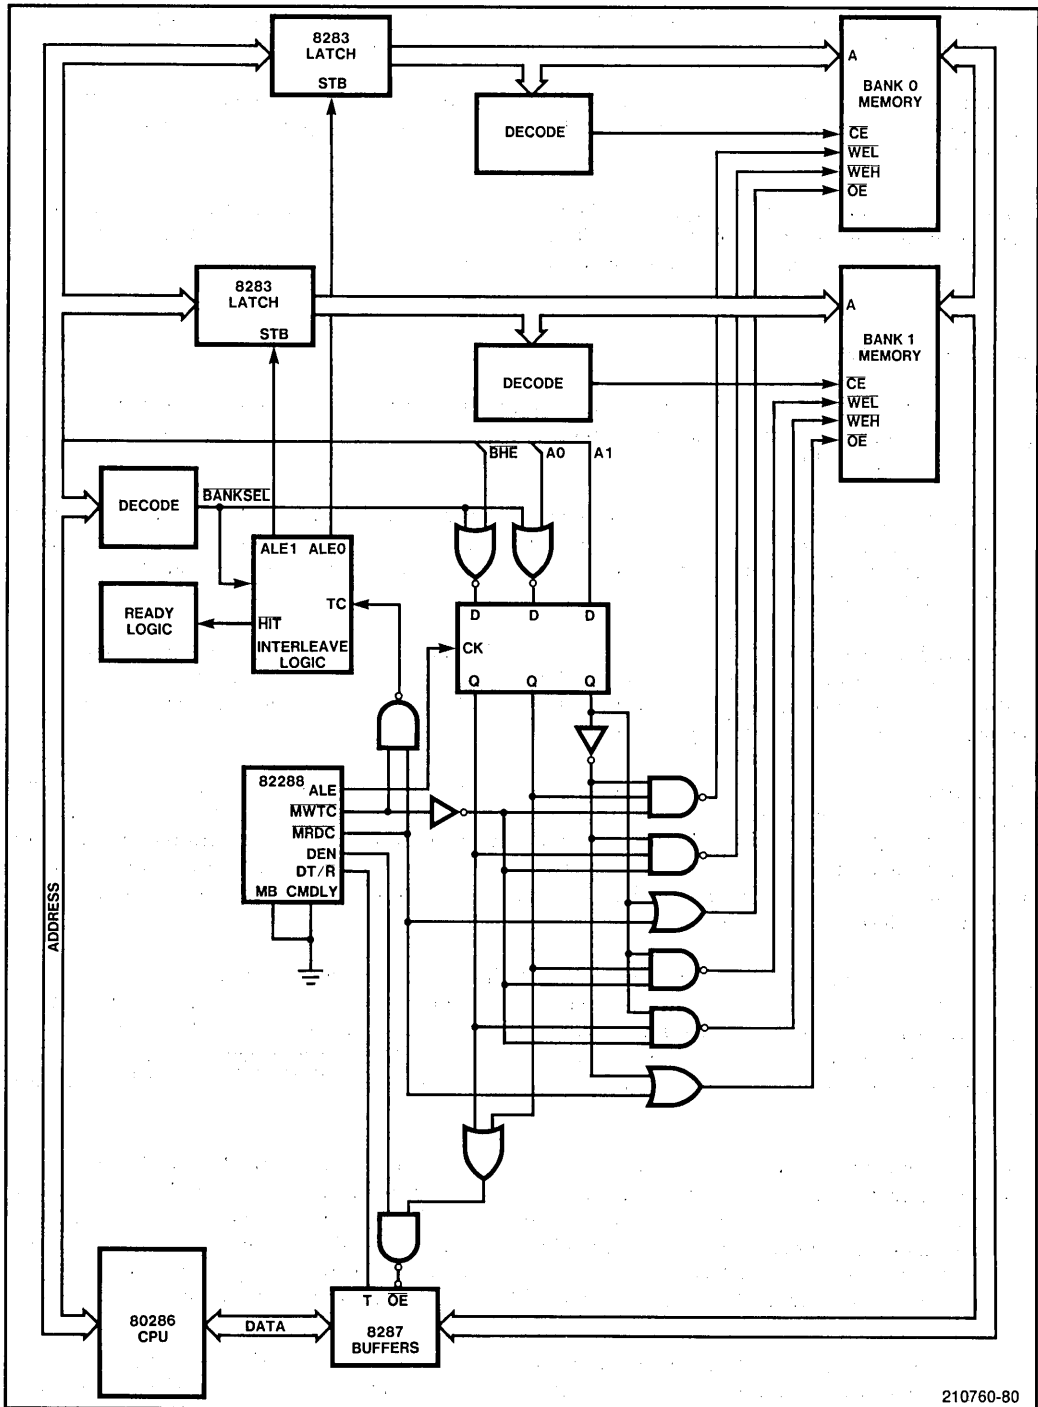 8283
LATCH
STB
DECODE
A
BANK 0
MEMORY
CE
WEL
WEH
OE
8283
LATCH
STB
DECODE
A
BANK 1
MEMORY
CE
WEL
WEH
OE
BHE
A0
A1
DECODE
BANKSEL
ALE1
ALE0
TC
HIT
INTERLEAVE
LOGIC
READY
LOGIC
D
D
D
CK
Q
Q
Q
82288
ALE
MWTC
MRDC
DEN
DT/R
MB CMDLY
ADDRESS
80286
CPU
DATA
T
OE
8287
BUFFERS
210760-80